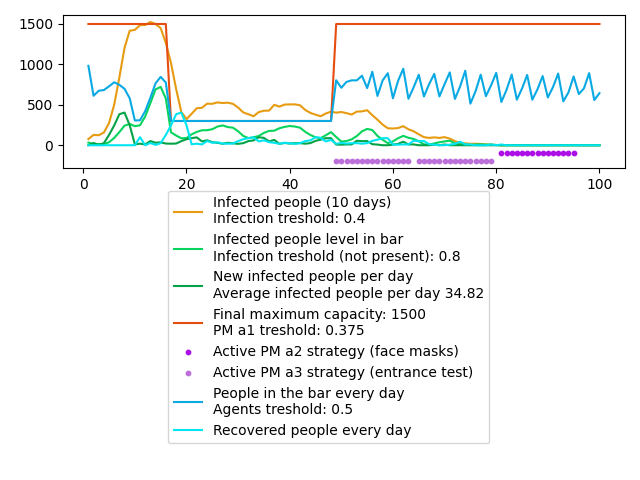 1500
1000
500
0
0
20
40
60
80
100
Infected people (10 days)
Infection treshold: 0.4
Infected people level in bar
Infection treshold (not present): 0.8
New infected people per day
Average infected people per day 34.82
Final maximum capacity: 1500
PM a1 treshold: 0.375
Active PM a2 strategy (face masks)
Active PM a3 strategy (entrance test)
People in the bar every day
Agents treshold: 0.5
Recovered people every day